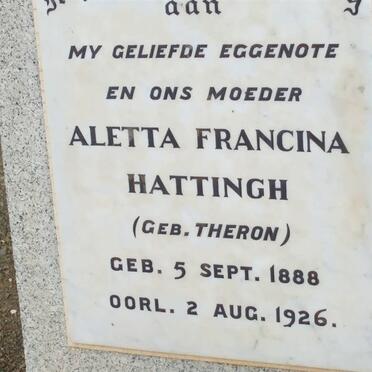 aan
MY GELIEFDE EGGENOTE
EN ONS MOEDER
ALETTA FRANCINA
HATTINGH
(GEB. THERON)
GEB. 5 SEPT. 1888
OORL. 2 AUG. 1926.